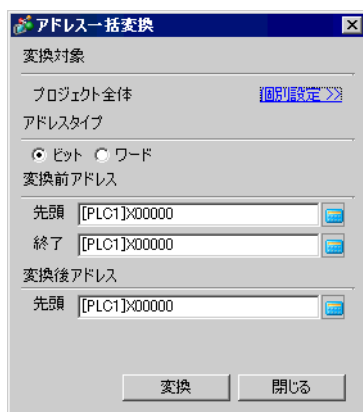 アドレス一括変換
変換対象
プロジェクト全体 個別設定 >>
アドレスタイプ
ビット ワード
変換前アドレス
先頭 [PLC1]X00000
終了 [PLC1]X00000
変換後アドレス
先頭 [PLC1]X00000
変換 閉じる